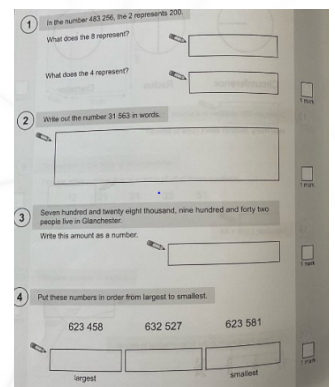 1 In the number 483 256, the 2 represents 200.
What does the 8 represent?
What does the 4 represent?
1 mark
2 Write out the number 31 563 in words.
1 mark
3 Seven hundred and twenty eight thousand, nine hundred and forty two
people live in Glanchester.
Write this amount as a number.
1 mark
4 Put these numbers in order from largest to smallest.
623 458 632 527 623 581
largest smallest
1 mark